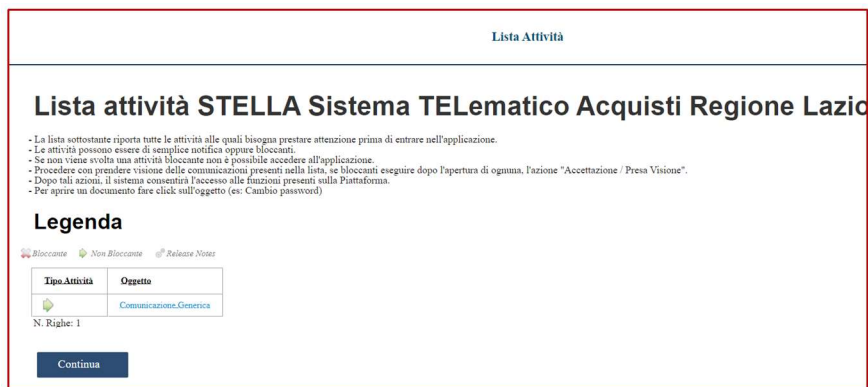 Lista Attività
Lista attività STELLA Sistema TELematico Acquisti Regione Lazio
- La lista sottostante riporta tutte le attività alle quali bisogna prestare attenzione prima di entrare nell'applicazione.
- Le attività possono essere di semplice notifica oppure bloccanti.
- Se non viene svolta una attività bloccante non è possibile accedere all'applicazione.
- Procedere con prendere visione delle comunicazioni presenti nella lista, se bloccanti eseguire dopo l'apertura di ognuna, l'azione "Accettazione / Presa Visione".
- Dopo tali azioni, il sistema consentirà l'accesso alle funzioni presenti sulla Piattaforma.
- Per aprire un documento fare click sull'oggetto (es: Cambio password)
Legenda
Bloccante Non Bloccante Release Notes
Tipo Attività Oggetto
Comunicazione Generica
N. Righe: 1
Continua